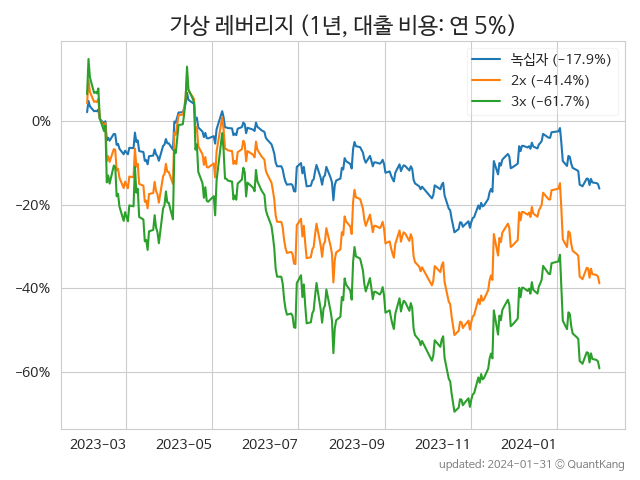 가상 레버리지 (1년, 대출 비용: 연 5%)
녹십자 (−17.9%)
2x (−41.4%)
3x (−61.7%)
0%
−20%
−40%
−60%
2023-03 2023-05 2023-07 2023-09 2023-11 2024-01
updated: 2024-01-31 © QuantKang